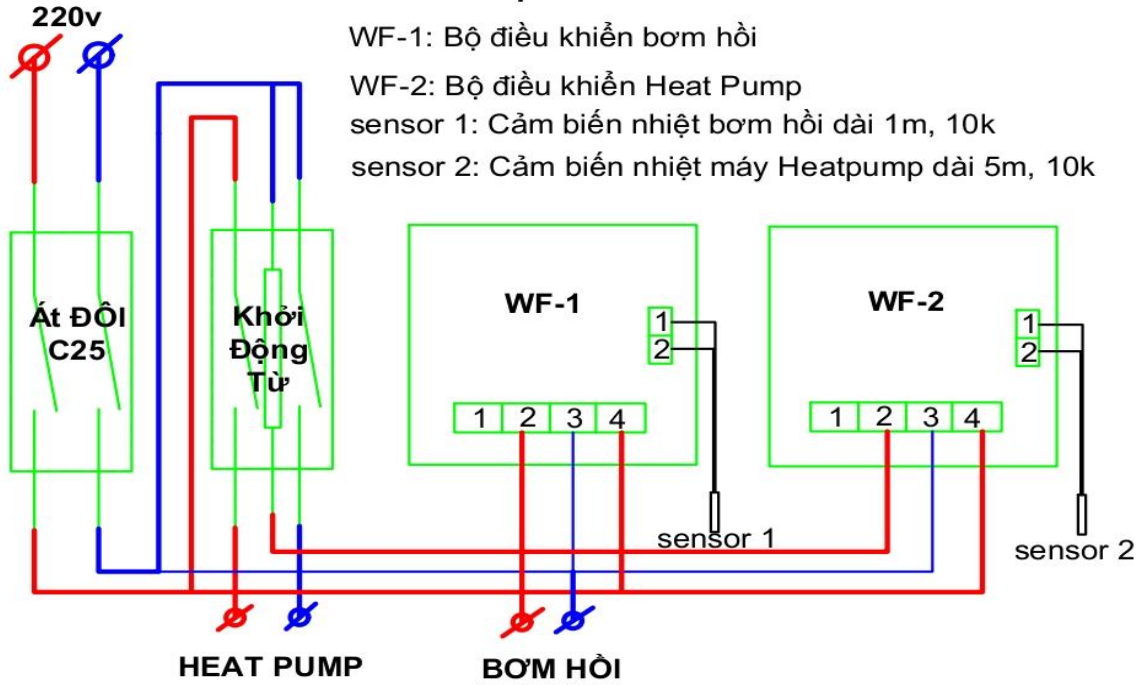 220v
WF-1: Bộ điều khiển bơm hồi
WF-2: Bộ điều khiển Heat Pump
sensor 1: Cảm biến nhiệt bơm hồi dài 1m, 10k
sensor 2: Cảm biến nhiệt máy Heatpump dài 5m, 10k
Át ĐÔI
C25
Khởi
Động
Từ
WF-1
1
2
1 2 3 4
sensor 1
WF-2
1
2
1 2 3 4
sensor 2
HEAT PUMP
BƠM HỒI